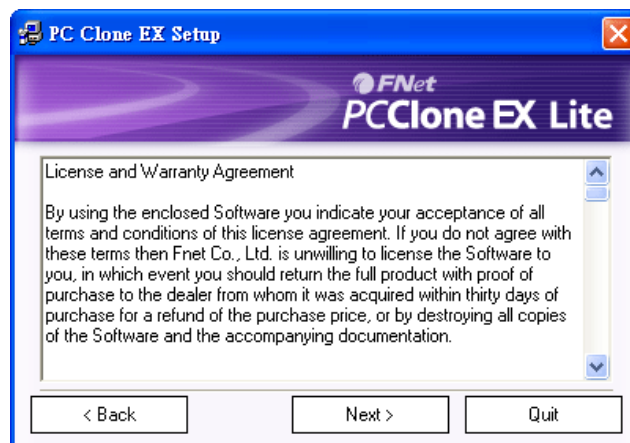 PC Clone EX Setup
FNet
PCClone EX Lite
License and Warranty Agreement
By using the enclosed Software you indicate your acceptance of all
terms and conditions of this license agreement. If you do not agree with
these terms then Fnet Co., Ltd. is unwilling to license the Software to
you, in which event you should return the full product with proof of
purchase to the dealer from whom it was acquired within thirty days of
purchase for a refund of the purchase price, or by destroying all copies
of the Software and the accompanying documentation.
< Back
Next >
Quit